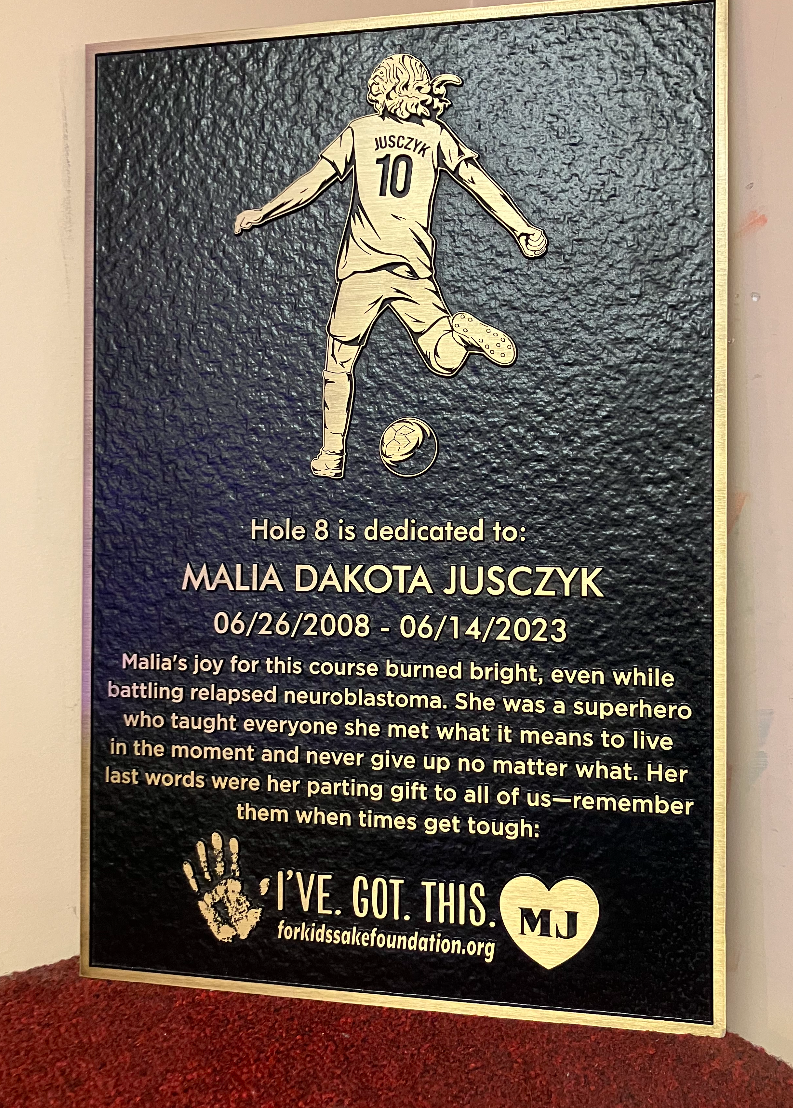 JUSCZYK
10
Hole 8 is dedicated to:
MALIA DAKOTA JUSCZYK
06/26/2008 - 06/14/2023
Malia's joy for this course burned bright, even while
battling relapsed neuroblastoma. She was a superhero
who taught everyone she met what it means to live
in the moment and never give up no matter what. Her
last words were her parting gift to all of us—remember
them when times get tough:
I'VE. GOT. THIS.
forkidssakefoundation.org
MJ